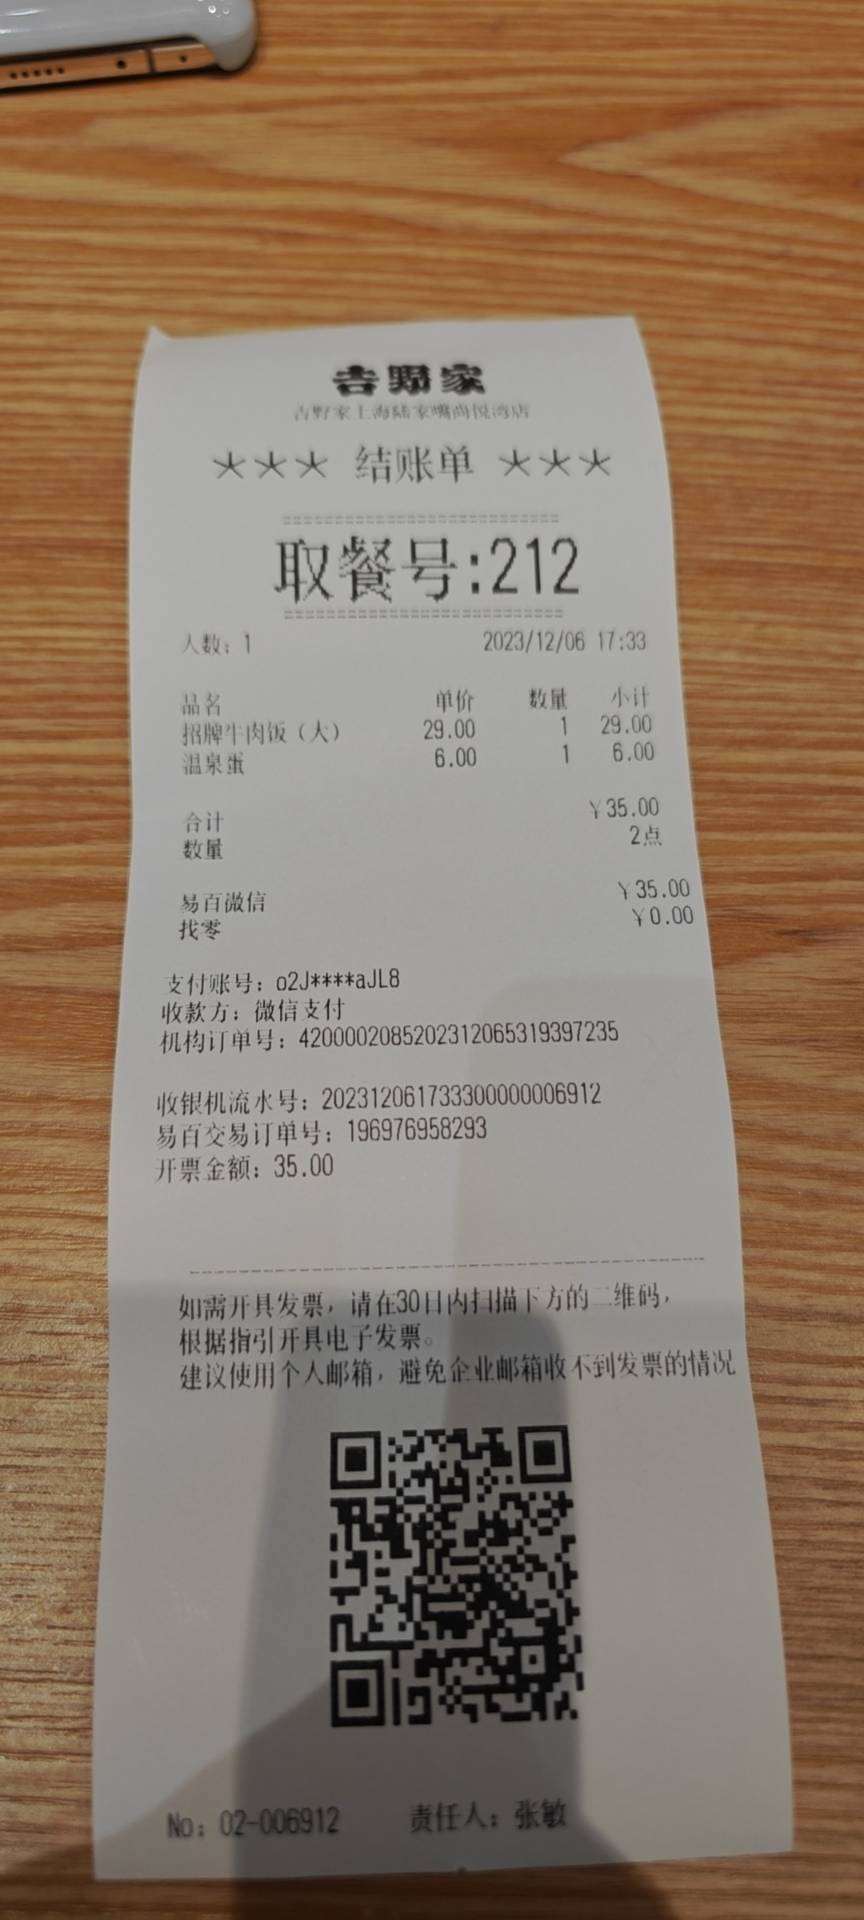 吉野家
吉野家上海陆家嘴尚悦湾店
*** 结账单 ***
取餐号:212
人数：1 2023/12/06 17:33
品名 单价 数量 小计
招牌牛肉饭（大） 29.00 1 29.00
温泉蛋 6.00 1 6.00
合计 ￥35.00
数量 2点
易百微信 ￥35.00
找零 ￥0.00
支付账号：o2J****aJL8
收款方：微信支付
机构订单号：4200002085202312065319397235
收银机流水号：202312061733300000006912
易百交易订单号：196976958293
开票金额：35.00
如需开具发票，请在30日内扫描下方的二维码，
根据指引开具电子发票。
建议使用个人邮箱，避免企业邮箱收不到发票的情况
No：02-006912 责任人：张敏